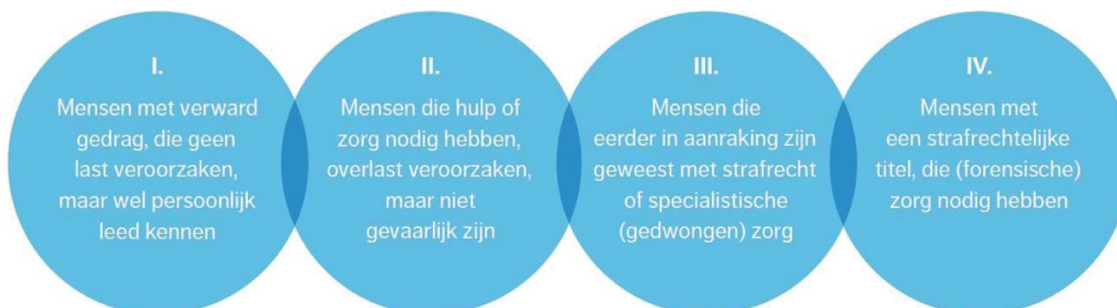 I.
Mensen met verward
gedrag, die geen
last veroorzaken,
maar wel persoonlijk
leed kennen
II.
Mensen die hulp of
zorg nodig hebben,
overlast veroorzaken,
maar niet
gevaarlijk zijn
III.
Mensen die
eerder in aanraking zijn
geweest met strafrecht
of specialistische
(gedwongen) zorg
IV.
Mensen met
een strafrechtelijke
titel, die (forensische)
zorg nodig hebben